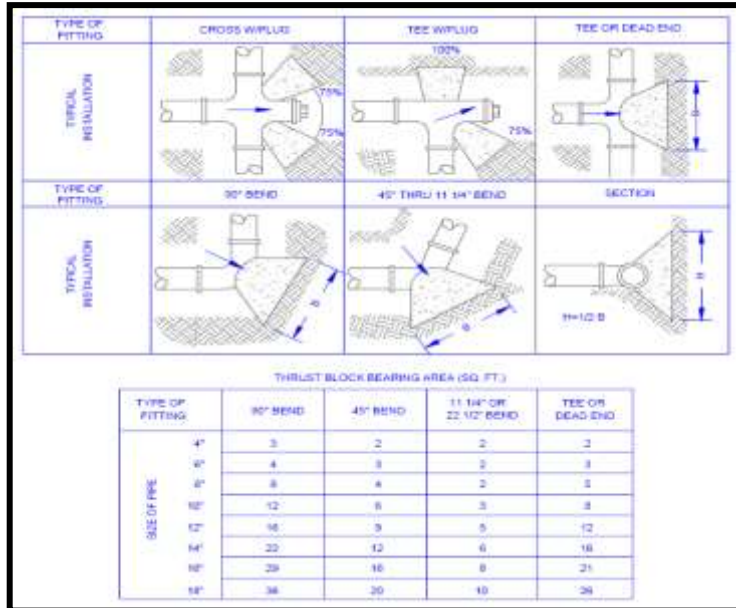 TYPE OF
FITTING
CROSS W/PLUG
TEE W/PLUG
TEE OR DEAD END
TYPICAL
INSTALLATION
75%
75%
100%
75%
B
TYPE OF
FITTING
90° BEND
45° THRU 11 1/4° BEND
SECTION
TYPICAL
INSTALLATION
B
B
H=1/2 B
H
THRUST BLOCK BEARING AREA (SQ. FT.)
TYPE OF
FITTING
90° BEND
45° BEND
11 1/4° OR
22 1/2° BEND
TEE OR
DEAD END
SIZE OF PIPE
4" 3 2 2 2
6" 4 3 2 3
8" 8 4 2 5
10" 12 6 3 8
12" 16 9 5 12
14" 22 12 6 16
16" 29 16 8 21
18" 36 20 10 26